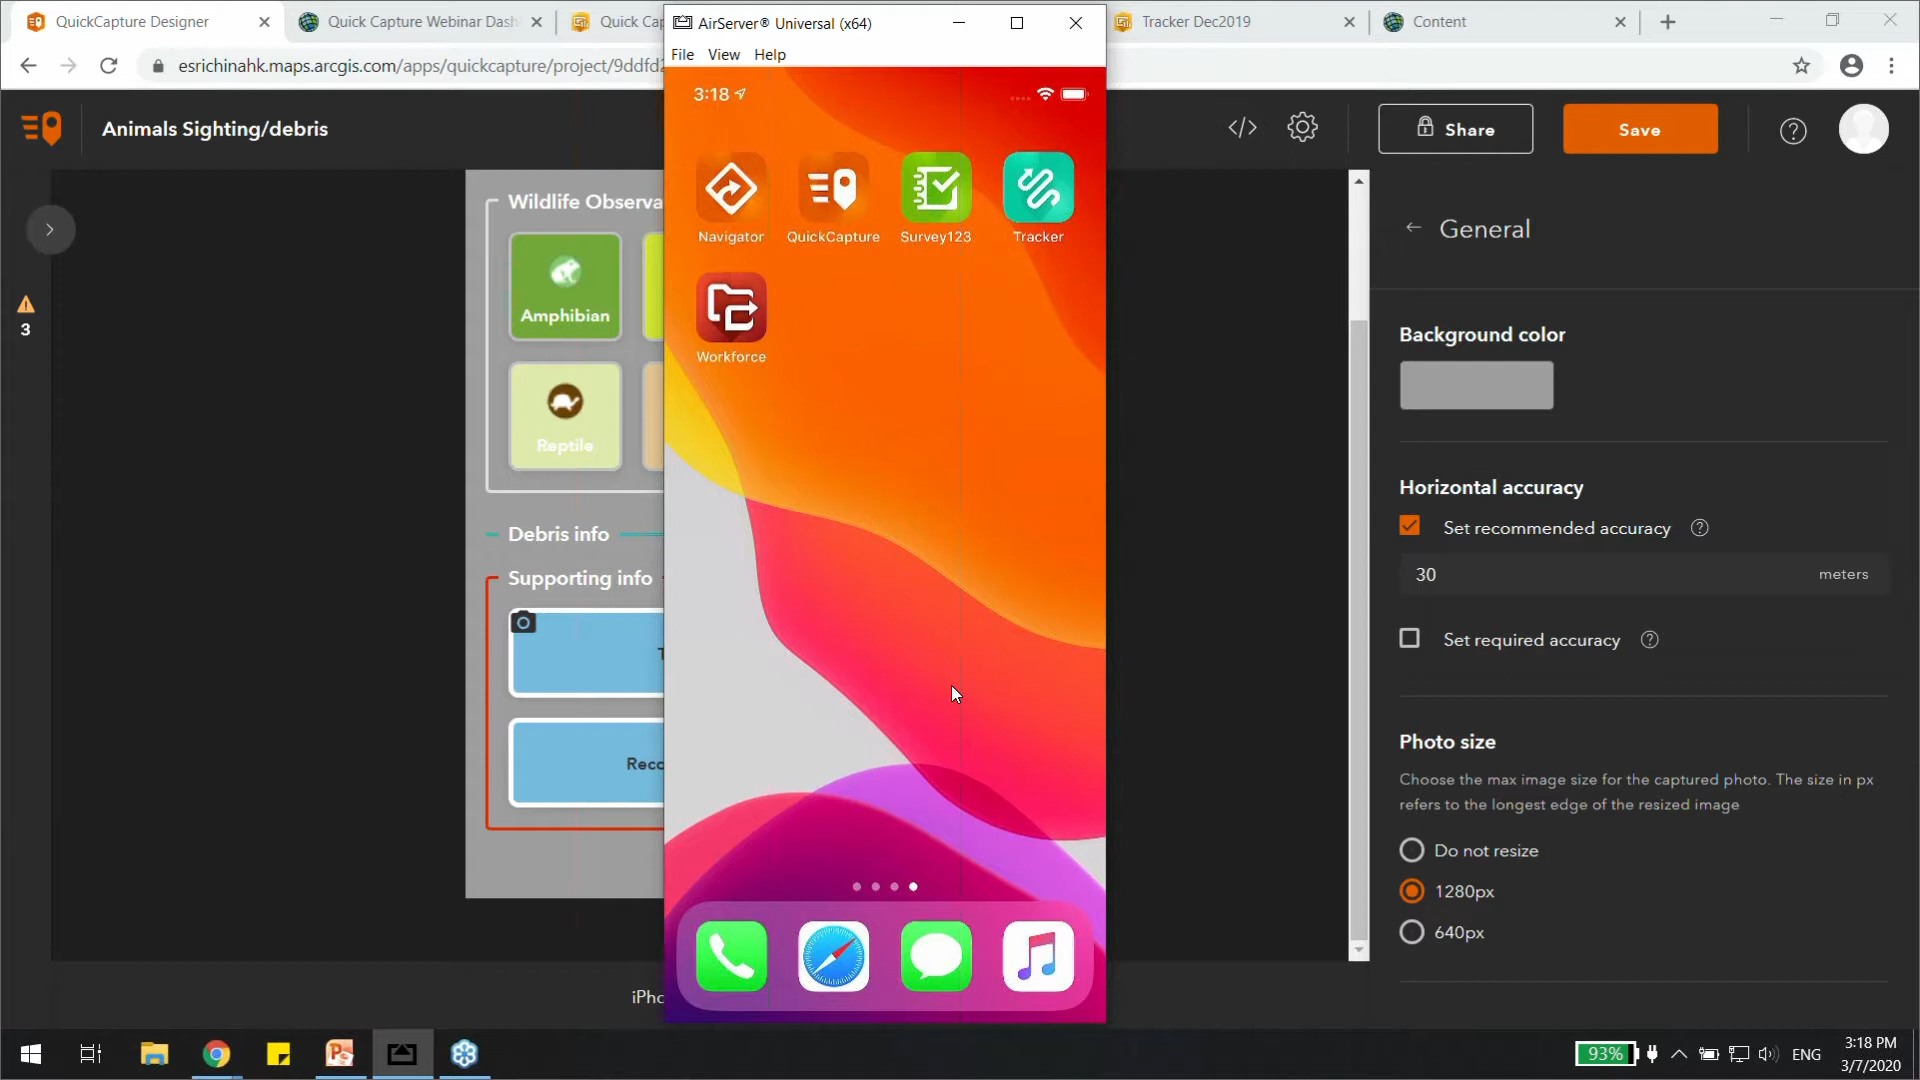 QuickCapture Designer
Quick Capture Webinar Dash
Quick Ca
Tracker Dec2019
Content
AirServer® Universal (x64)
File View Help
esrichinahk.maps.arcgis.com/apps/quickcapture/project/9ddfd
3:18
Animals Sighting/debris
Share
Save
Navigator
QuickCapture
Survey123
Tracker
Workforce
3
Wildlife Observa
Amphibian
Reptile
Debris info
Supporting info
T
Reco
iPho
General
Background color
Horizontal accuracy
Set recommended accuracy
30
meters
Set required accuracy
Photo size
Choose the max image size for the captured photo. The size in px
refers to the longest edge of the resized image
Do not resize
1280px
640px
93%
ENG
3:18 PM
3/7/2020